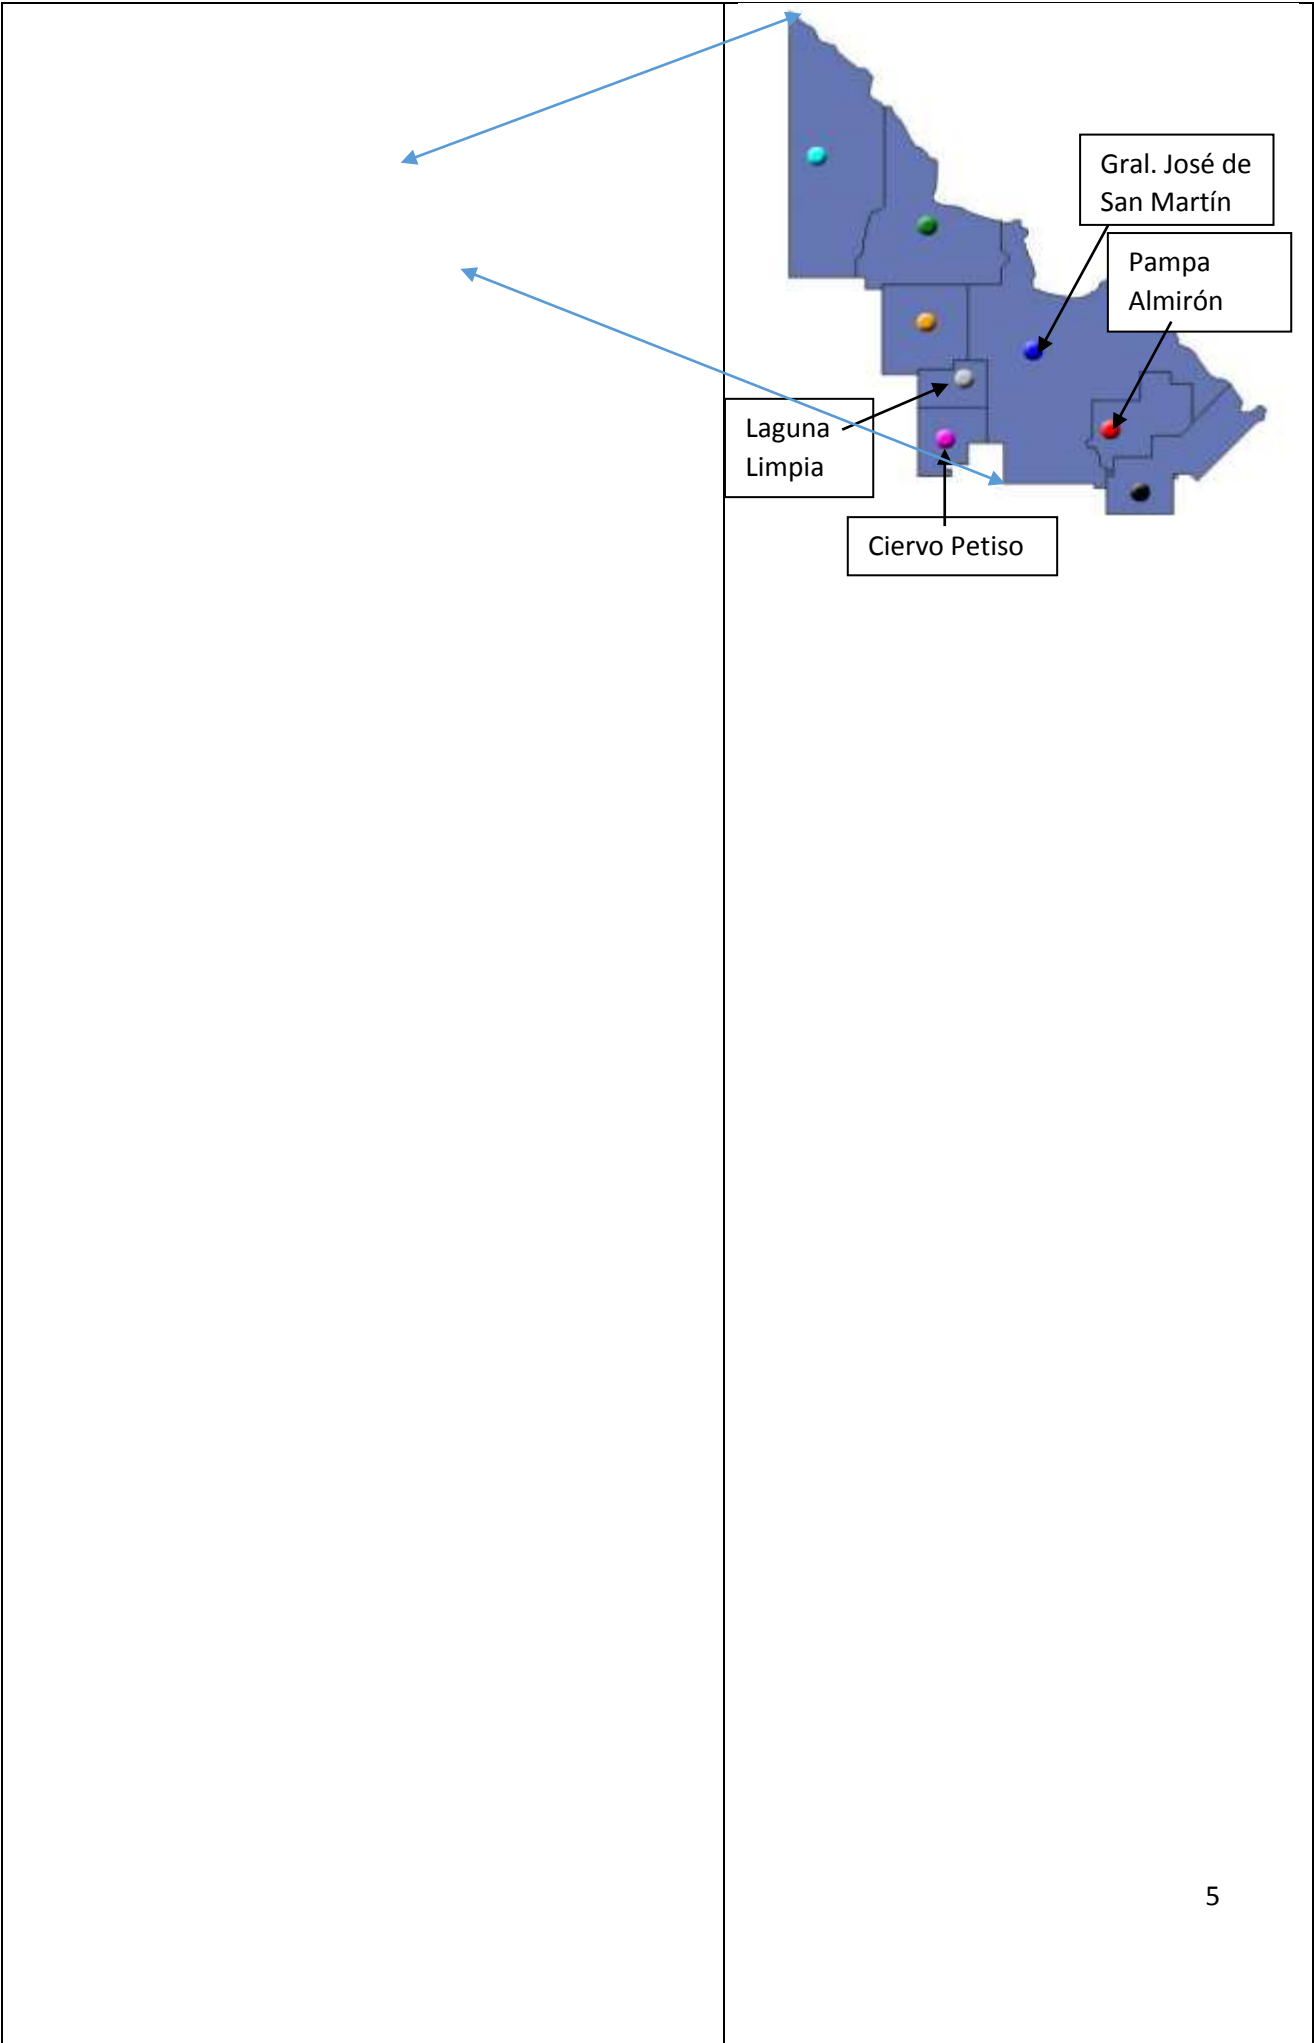 Gral. José de
San Martín
Pampa
Almirón
Laguna
Limpia
Ciervo Petiso
5